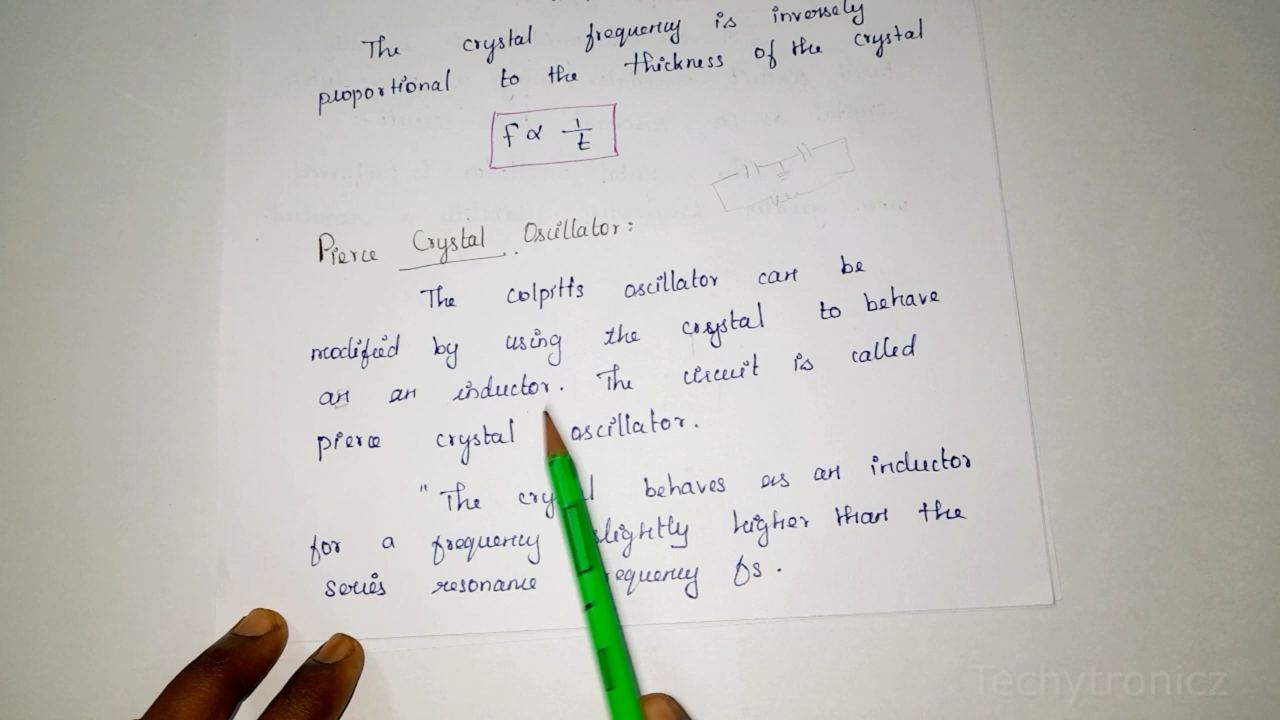 The crystal frequency is inversely
proportional to the thickness of the crystal
f ∝ 1/t
Pierce Crystal Oscillator:
The colpitts oscillator can be
modified by using the crystal to behave
as an inductor. The circuit is called
pierce crystal oscillator.
"The behaves as an inductor
for a frequency slightly higher than the
series resonance frequency fs.
Techytronicz